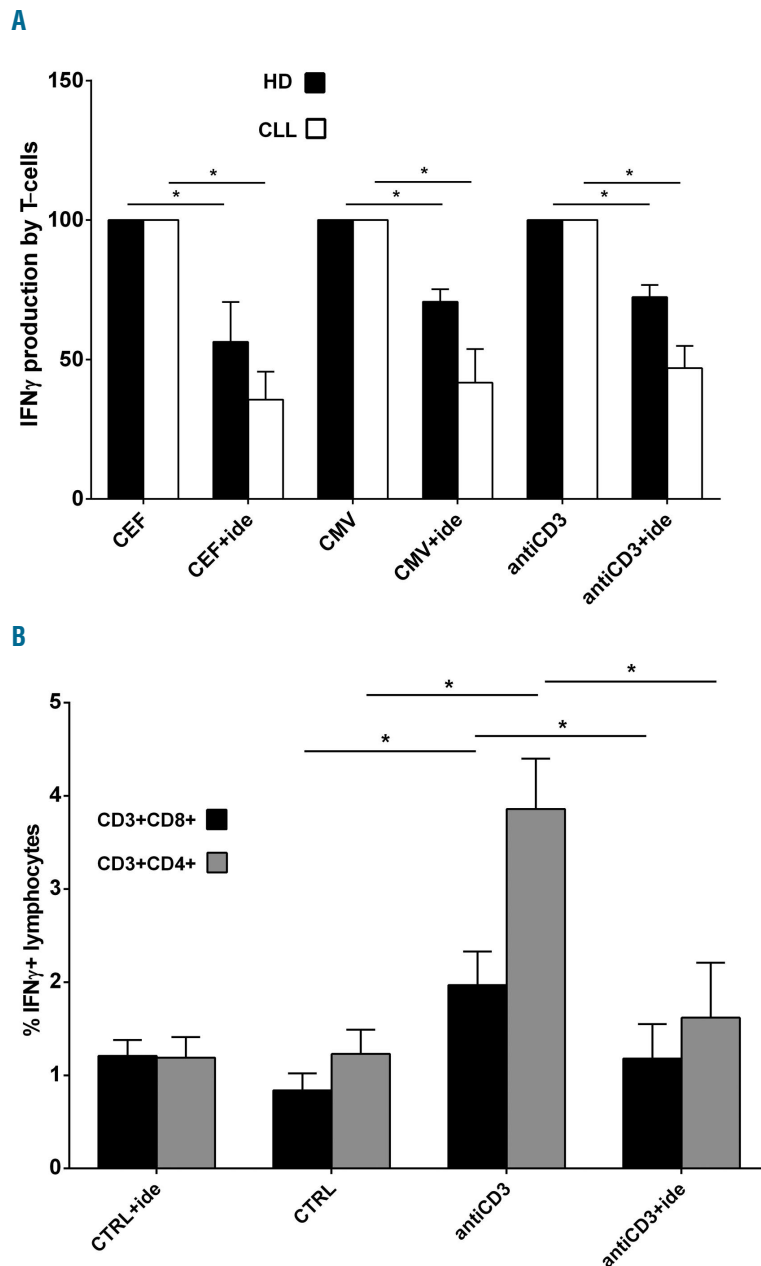 A
150
HD
CLL
* * * * * *
100
IFNγ production by T-cells
50
0
CEF
CEF+ide
CMV
CMV+ide
antiCD3
antiCD3+ide
B
* * * *
5
4
CD3+CD8+
CD3+CD4+
3
% IFNγ+ lymphocytes
2
1
0
CTRL+ide
CTRL
antiCD3
antiCD3+ide